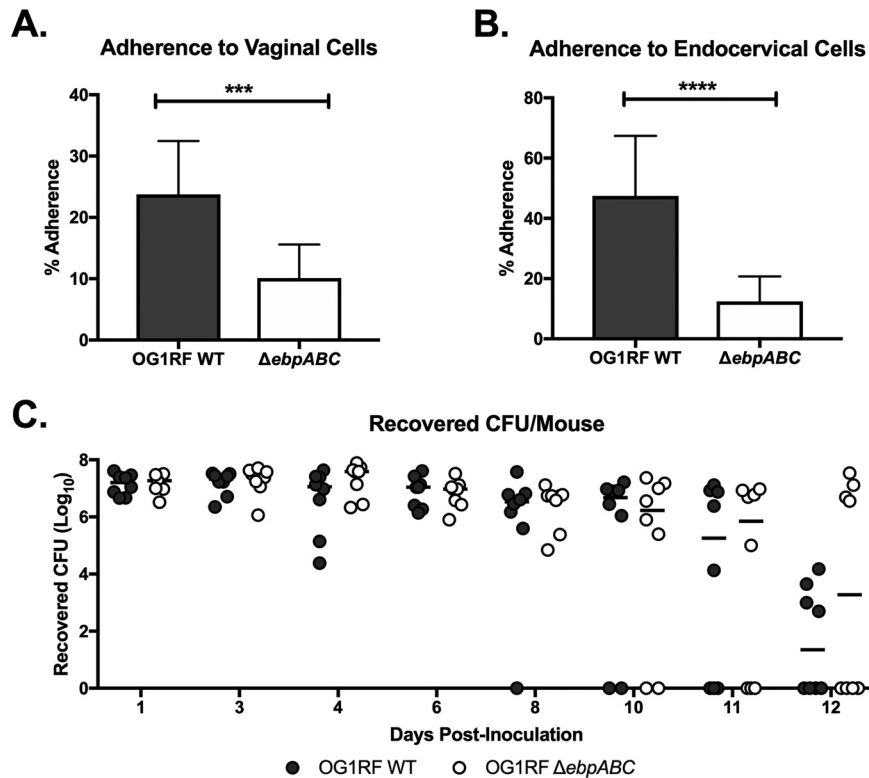 A.
Adherence to Vaginal Cells
***
40
30
20
10
0
% Adherence
OG1RF WT
ΔebpABC
B.
Adherence to Endocervical Cells
****
80
60
40
20
0
% Adherence
OG1RF WT
ΔebpABC
C.
Recovered CFU/Mouse
8
6
4
2
0
Recovered CFU (Log₁₀)
1 3 4 6 8 10 11 12
Days Post-Inoculation
OG1RF WT OG1RF ΔebpABC